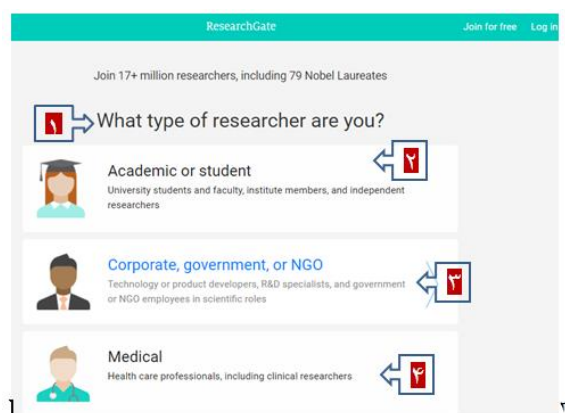 ResearchGate Join for free Log in
Join 17+ million researchers, including 79 Nobel Laureates
۱ What type of researcher are you?
۲
Academic or student
University students and faculty, institute members, and independent
researchers
Corporate, government, or NGO
Technology or product developers, R&D specialists, and government
or NGO employees in scientific roles
۳
Medical
Health care professionals, including clinical researchers
۴